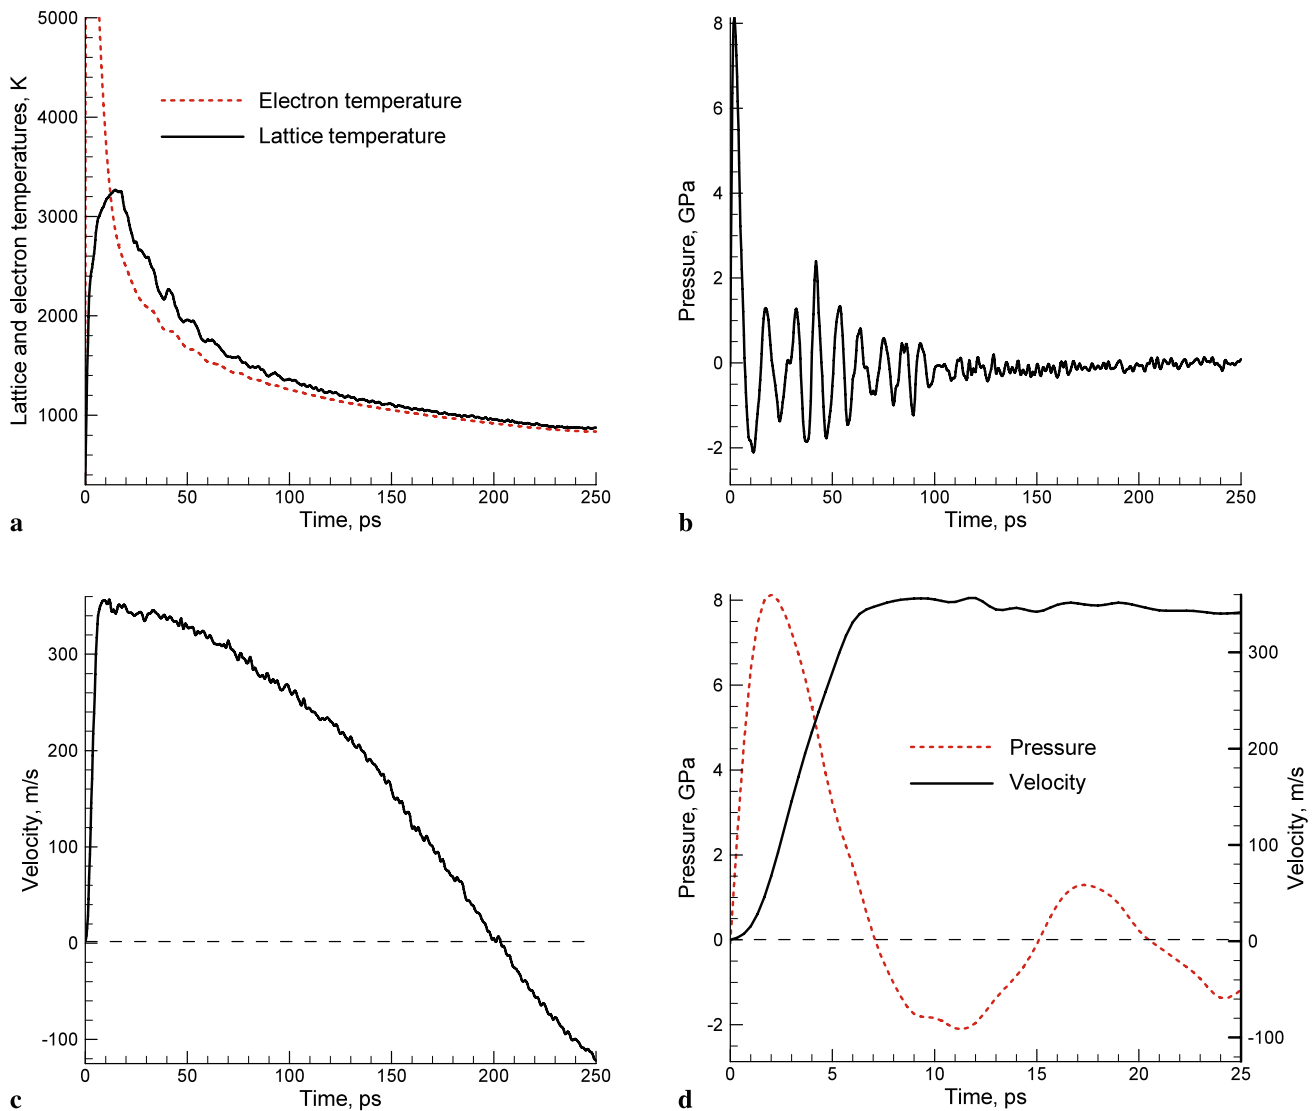 5000
4000
3000
2000
1000
Lattice and electron temperatures, K
Electron temperature
Lattice temperature
0 50 100 150 200 250
Time, ps
a
8
6
4
2
0
-2
Pressure, GPa
0 50 100 150 200 250
Time, ps
b
300
200
100
0
-100
Velocity, m/s
0 50 100 150 200 250
Time, ps
c
8
6
4
2
0
-2
Pressure, GPa
Pressure
Velocity
300
200
100
0
-100
Velocity, m/s
0 5 10 15 20 25
Time, ps
d